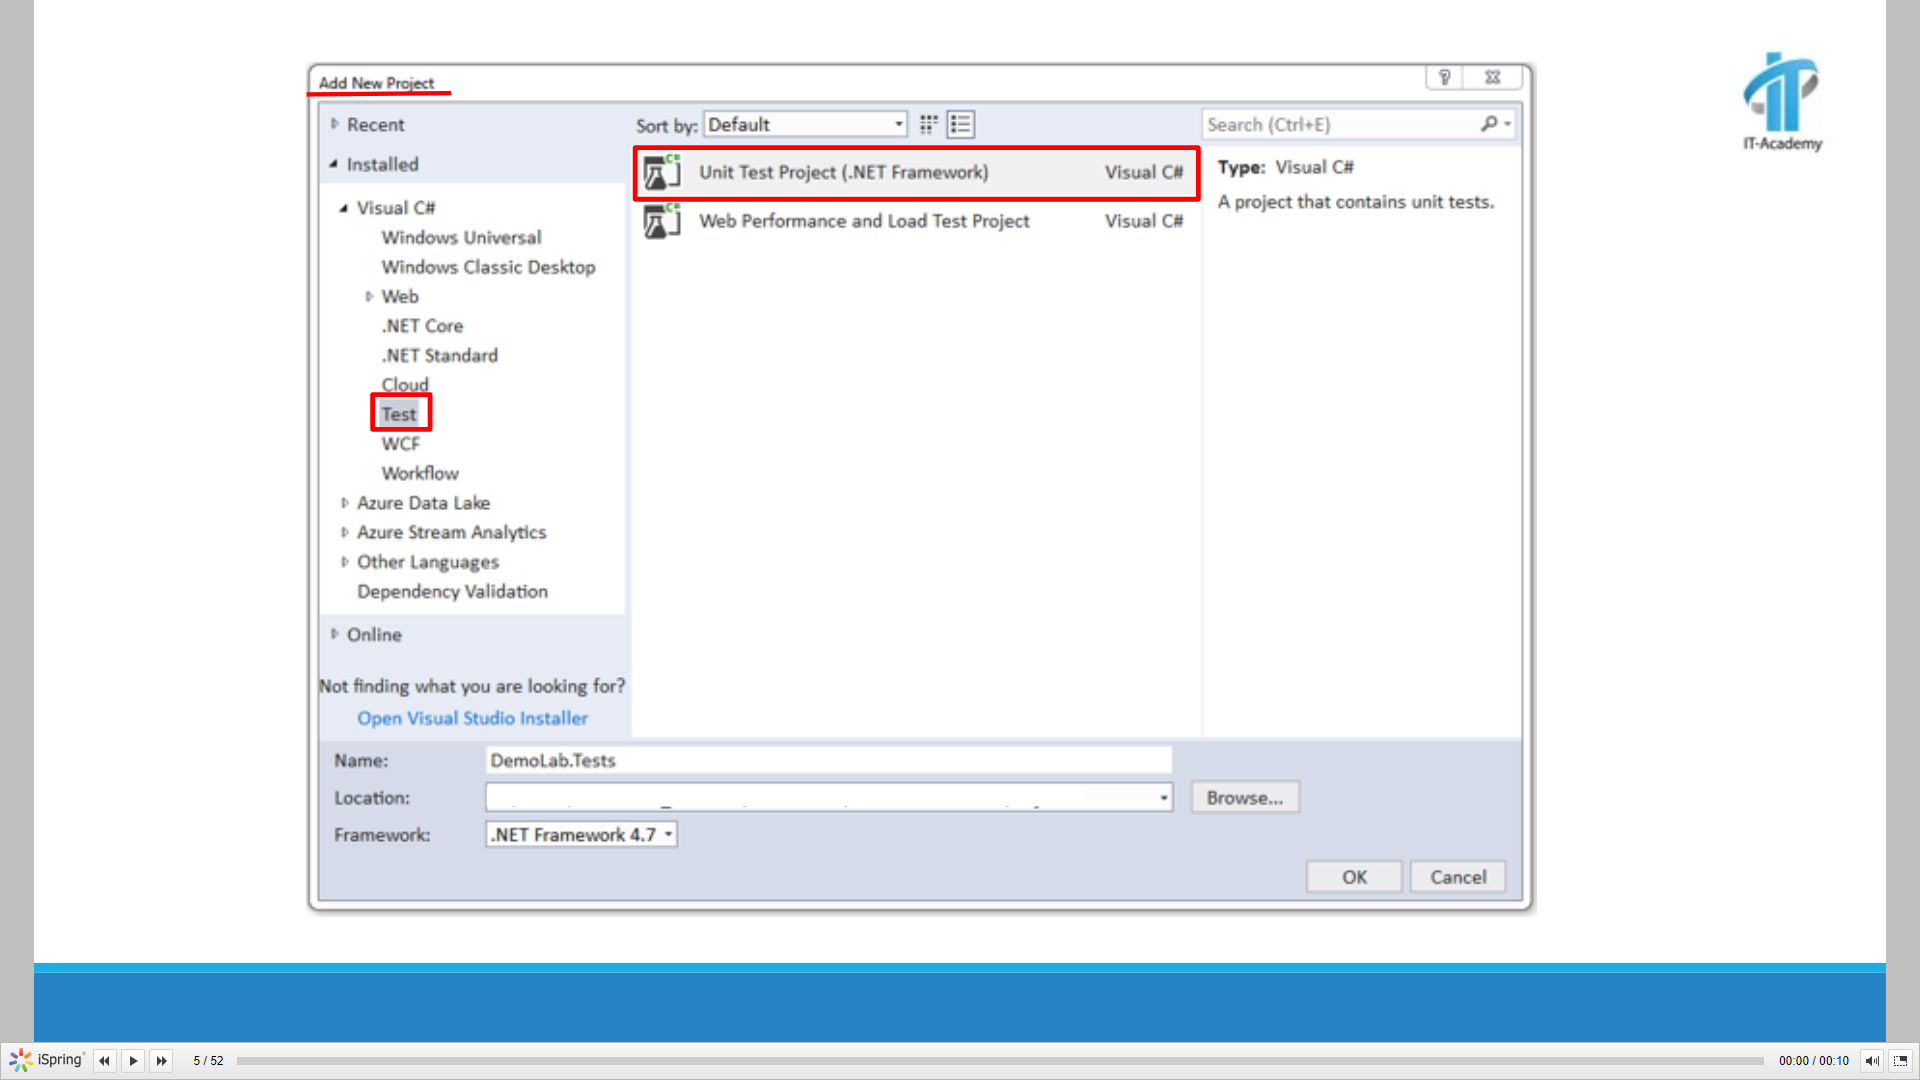 Add New Project
IT-Academy
Recent
Sort by: Default
Search (Ctrl+E)
Installed
Unit Test Project (.NET Framework) Visual C#
Type: Visual C#
Web Performance and Load Test Project Visual C#
A project that contains unit tests.
Visual C#
Windows Universal
Windows Classic Desktop
Web
.NET Core
.NET Standard
Cloud
Test
WCF
Workflow
Azure Data Lake
Azure Stream Analytics
Other Languages
Dependency Validation
Online
Not finding what you are looking for?
Open Visual Studio Installer
Name: DemoLab.Tests
Location: Browse...
Framework: .NET Framework 4.7
OK Cancel
iSpring 5 / 52 00:00 / 00:10